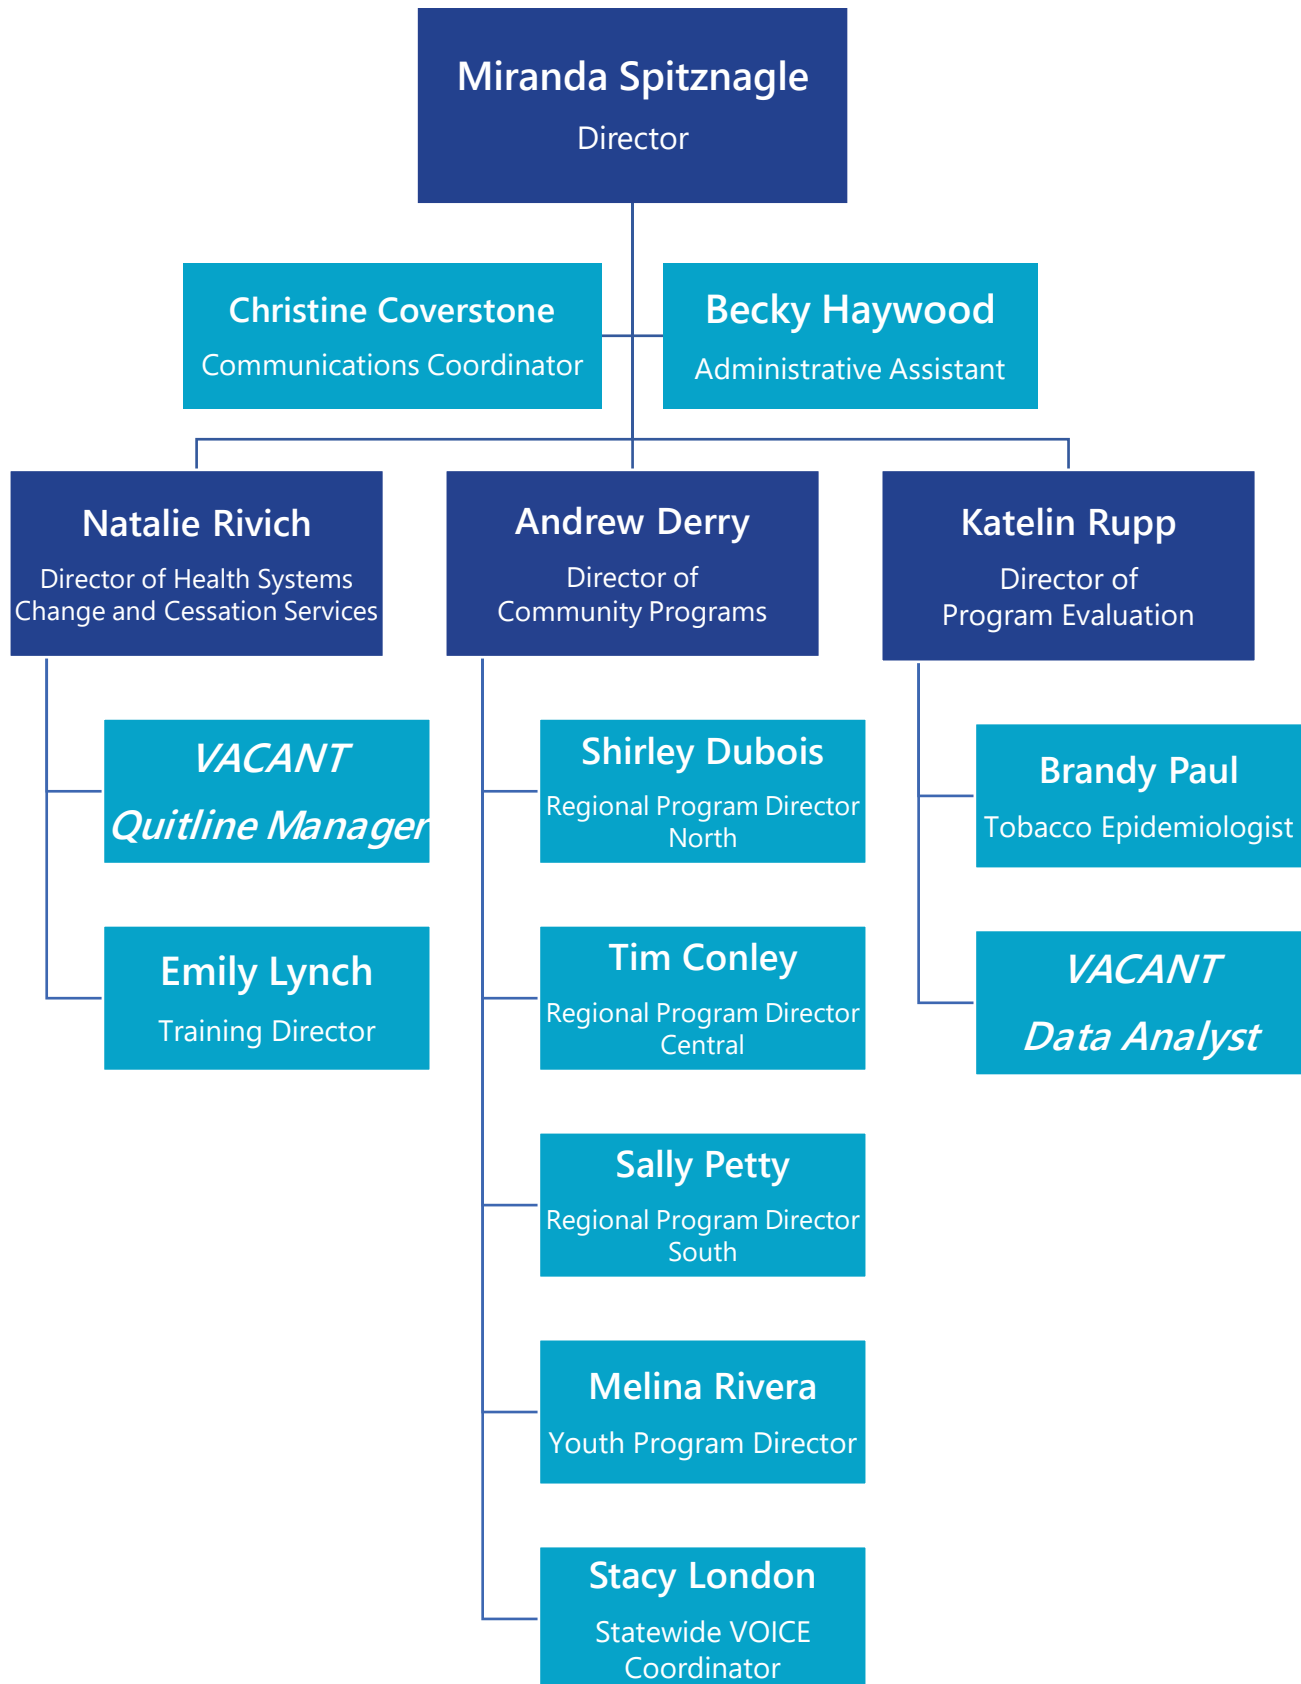 Miranda Spitznagle
Director
Christine Coverstone
Communications Coordinator
Becky Haywood
Administrative Assistant
Natalie Rivich
Director of Health Systems
Change and Cessation Services
Andrew Derry
Director of
Community Programs
Katelin Rupp
Director of
Program Evaluation
VACANT
Quitline Manager
Emily Lynch
Training Director
Shirley Dubois
Regional Program Director
North
Tim Conley
Regional Program Director
Central
Sally Petty
Regional Program Director
South
Melina Rivera
Youth Program Director
Stacy London
Statewide VOICE
Coordinator
Brandy Paul
Tobacco Epidemiologist
VACANT
Data Analyst